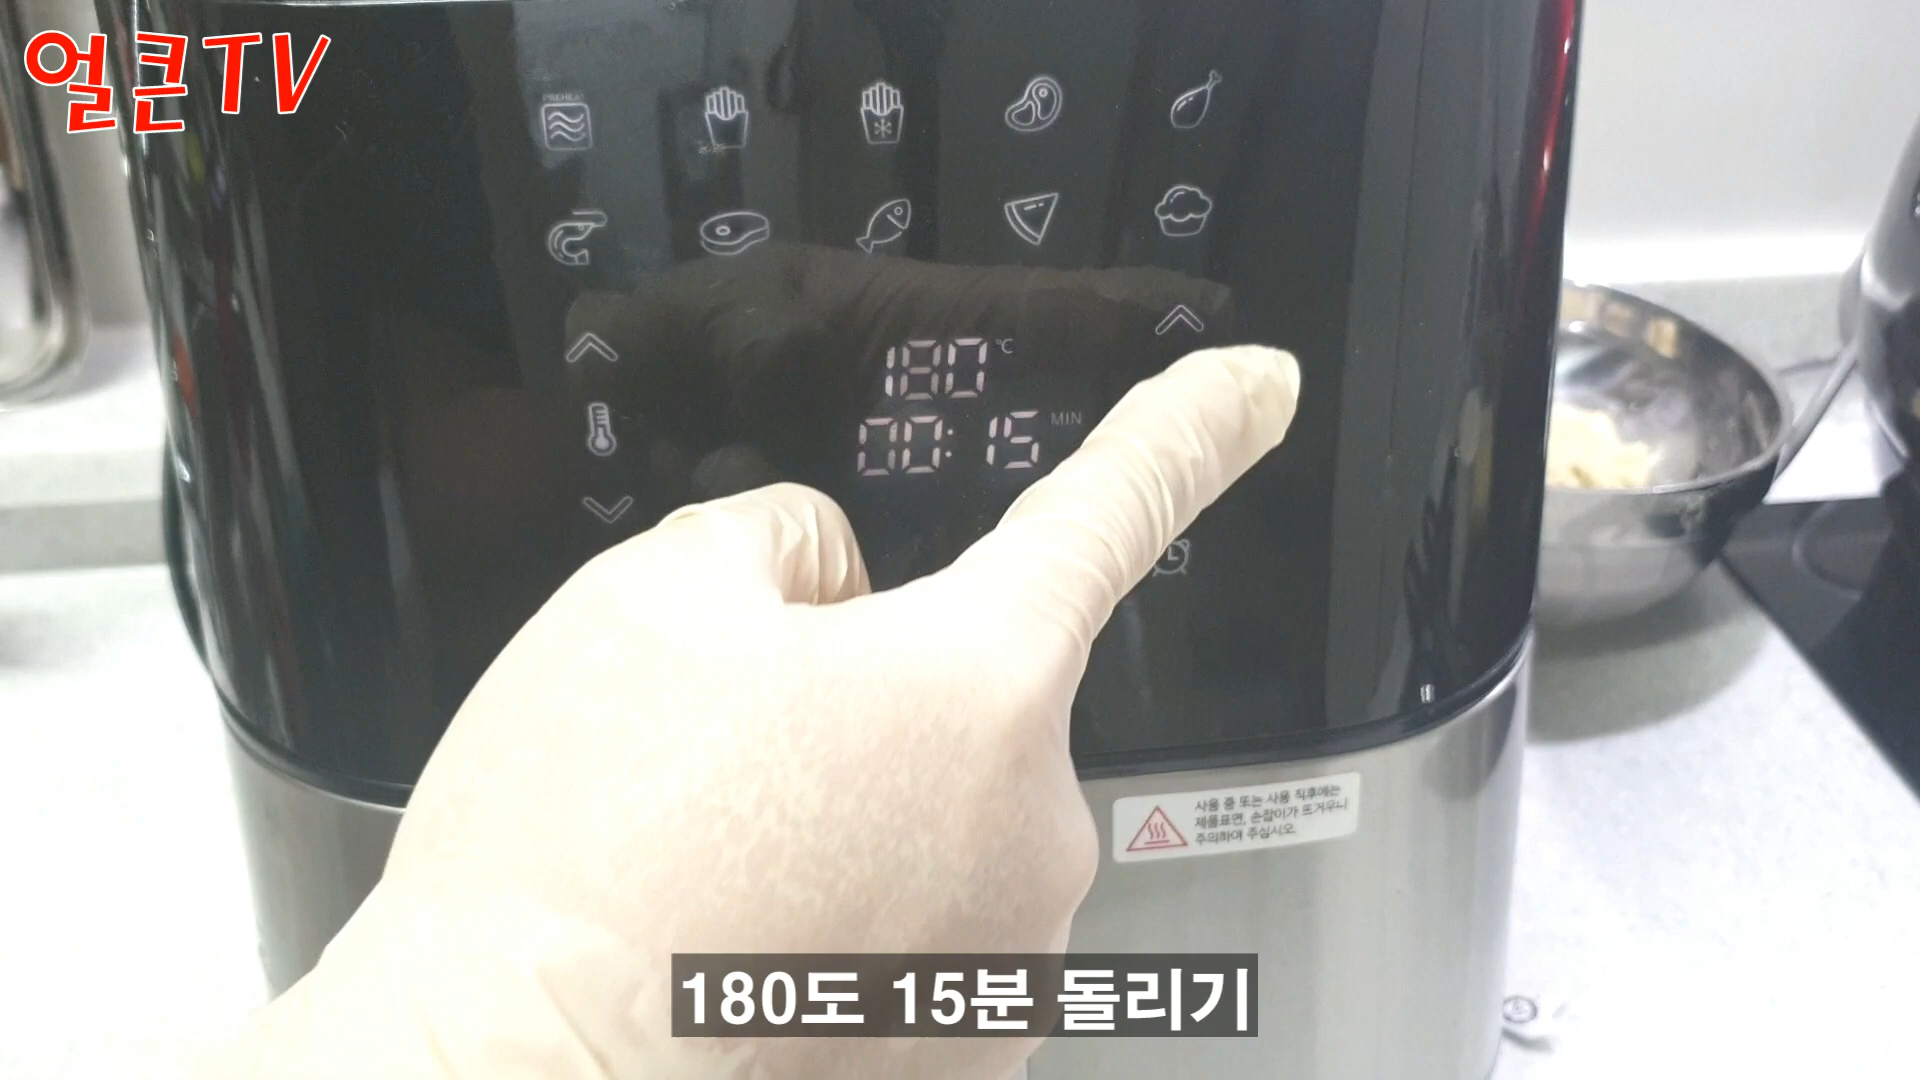 얼큰TV
PREHEAT
180°C
00:15 MIN
사용 중 또는 사용 직후에는
제품표면, 손잡이가 뜨거우니
주의하여 주십시오.
180도 15분 돌리기